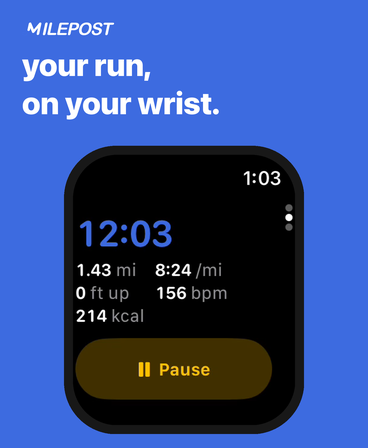 MILEPOST
your run,
on your wrist.
1:03
12:03
1.43 mi 8:24 /mi
0 ft up 156 bpm
214 kcal
Pause